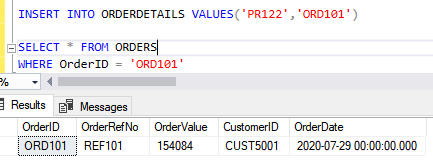 INSERT INTO ORDERDETAILS VALUES('PR122','ORD101')
SELECT * FROM ORDERS
WHERE OrderID = 'ORD101'
%
Results Messages
OrderID OrderRefNo OrderValue CustomerID OrderDate
ORD101 REF101 154084 CUST5001 2020-07-29 00:00:00.000